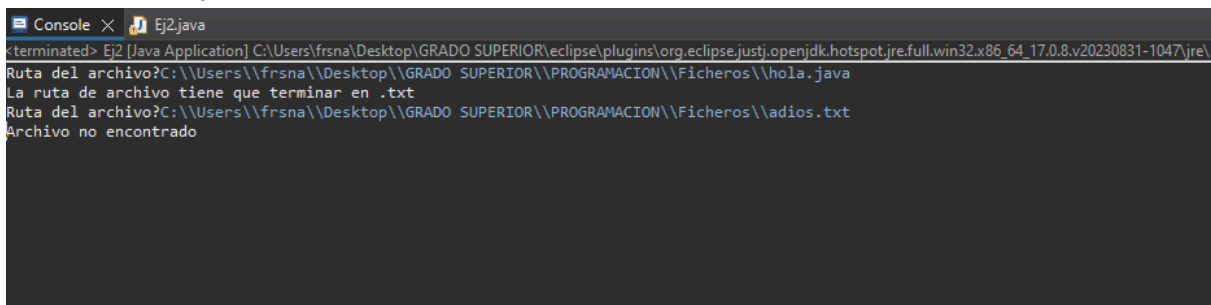 Console Ej2.java
<terminated> Ej2 [Java Application] C:\Users\frsna\Desktop\GRADO SUPERIOR\eclipse\plugins\org.eclipse.justj.openjdk.hotspot.jre.full.win32.x86_64_17.0.8.v20230831-1047\jre\
Ruta del archivo?C:\\Users\\frsna\\Desktop\\GRADO SUPERIOR\\PROGRAMACION\\Ficheros\\hola.java
La ruta de archivo tiene que terminar en .txt
Ruta del archivo?C:\\Users\\frsna\\Desktop\\GRADO SUPERIOR\\PROGRAMACION\\Ficheros\\adios.txt
Archivo no encontrado